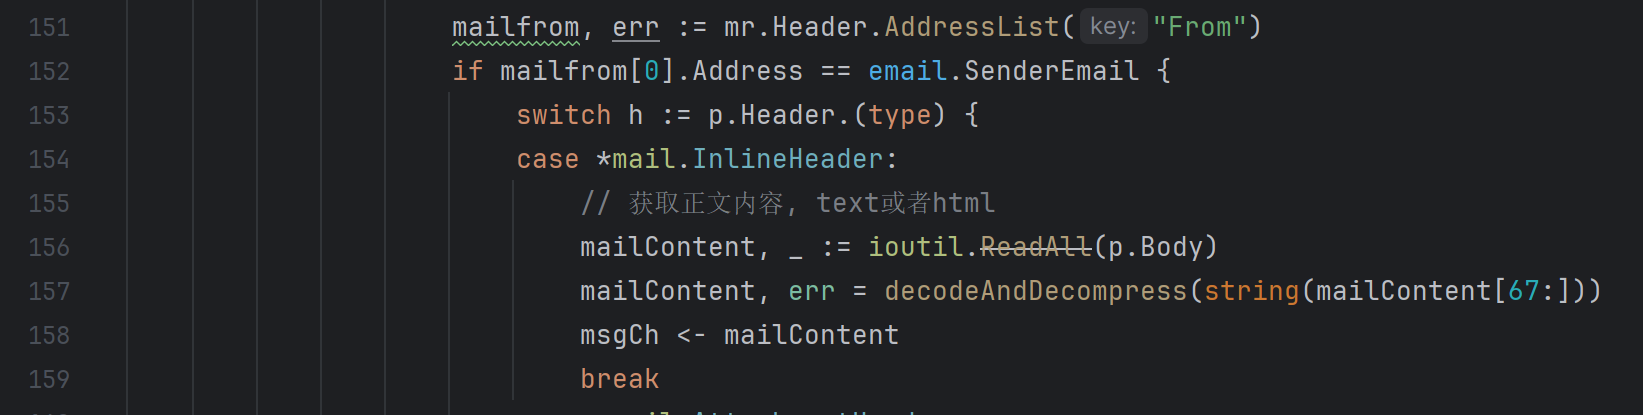 151 mailfrom, err := mr.Header.AddressList( key: "From")
152 if mailfrom[0].Address == email.SenderEmail {
153 switch h := p.Header.(type) {
154 case *mail.InlineHeader:
155 // 获取正文内容, text或者html
156 mailContent, _ := ioutil.ReadAll(p.Body)
157 mailContent, err = decodeAndDecompress(string(mailContent[67:]))
158 msgCh <- mailContent
159 break